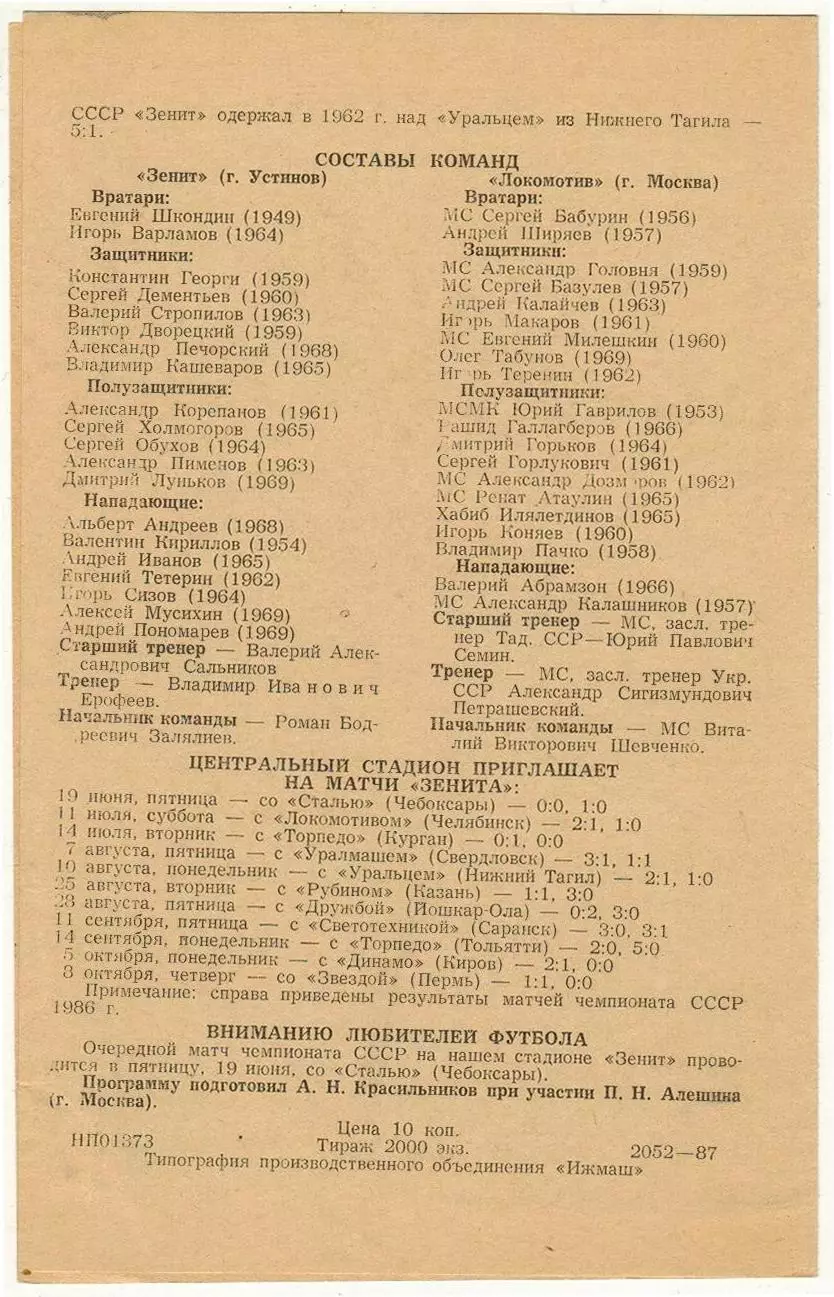 СССР «Зенит» одержал в 1962 г. над «Уральцем» из Нижнего Тагила —
5:1.
СОСТАВЫ КОМАНД
«Зенит» (г. Устинов)
Вратари:
Евгений Шкондин (1949)
Игорь Варламов (1964)
Защитники:
Константин Георги (1959)
Сергей Дементьев (1960)
Валерий Стропилов (1963)
Виктор Дворецкий (1959)
Александр Печорский (1968)
Владимир Кашеваров (1965)
Полузащитники:
Александр Корепанов (1961)
Сергей Холмогоров (1965)
Сергей Обухов (1964)
Александр Пименов (1963)
Дмитрий Луньков (1969)
Нападающие:
Альберт Андреев (1968)
Валентин Кириллов (1954)
Андрей Иванов (1965)
Евгений Тетерин (1962)
Игорь Сизов (1964)
Алексей Мусихин (1969)
Андрей Пономарев (1969)
Старший тренер — Валерий Алек-
сандрович Сальников
Тренер — Владимир Иванович
Ерофеев.
Начальник команды — Роман Бод-
реевич Залялиев.
«Локомотив» (г. Москва)
Вратари:
МС Сергей Бабурин (1956)
Андрей Ширяев (1957)
Защитники:
МС Александр Головня (1959)
МС Сергей Базулев (1957)
Андрей Калайчев (1963)
Игорь Макаров (1961)
МС Евгений Милешкин (1960)
Олег Табунов (1969)
Игорь Теренин (1962)
Полузащитники:
МСМК Юрий Гаврилов (1953)
Рашид Галлагберов (1966)
Дмитрий Горьков (1964)
Сергей Горлукович (1961)
МС Александр Дозморов (1962)
МС Ренат Атаулин (1965)
Хабиб Илялетдинов (1965)
Игорь Коняев (1960)
Владимир Пачко (1958)
Нападающие:
Валерий Абрамзон (1966)
МС Александр Калашников (1957)
Старший тренер — МС, засл. тре-
нер Тад. ССР—Юрий Павлович
Семин.
Тренер — МС, засл. тренер Укр.
ССР Александр Сигизмундович
Петрашевский.
Начальник команды — МС Вита-
лий Викторович Шевченко.
ЦЕНТРАЛЬНЫЙ СТАДИОН ПРИГЛАШАЕТ
НА МАТЧИ «ЗЕНИТА»:
19 июня, пятница — со «Сталью» (Чебоксары) — 0:0, 1:0
11 июля, суббота — с «Локомотивом» (Челябинск) — 2:1, 1:0
14 июля, вторник — с «Торпедо» (Курган) — 0:1, 0:0
7 августа, пятница — с «Уралмашем» (Свердловск) — 3:1, 1:1
10 августа, понедельник — с «Уральцем» (Нижний Тагил) — 2:1, 1:0
25 августа, вторник — с «Рубином» (Казань) — 1:1, 3:0
28 августа, пятница — с «Дружбой» (Йошкар-Ола) — 0:2, 3:0
11 сентября, пятница — с «Светотехникой» (Саранск) — 3:0, 3:1
14 сентября, понедельник — с «Торпедо» (Тольятти) — 2:0, 5:0
5 октября, понедельник — с «Динамо» (Киров) — 2:1, 0:0
8 октября, четверг — со «Звездой» (Пермь) — 1:1, 0:0
Примечание: справа приведены результаты матчей чемпионата СССР
1986 г.
ВНИМАНИЮ ЛЮБИТЕЛЕЙ ФУТБОЛА
Очередной матч чемпионата СССР на нашем стадионе «Зенит» прово-
дится в пятницу, 19 июня, со «Сталью» (Чебоксары).
Программу подготовил А. Н. Красильников при участии П. Н. Алешина
(г. Москва).
Цена 10 коп.
НП01373 Тираж 2000 экз. 2052—87
Типография производственного объединения «Ижмаш»